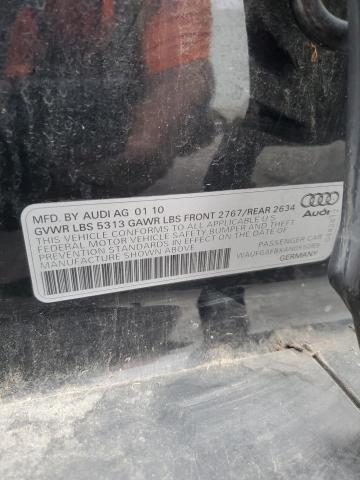 MFD. BY AUDI AG 01 10
GVWR LBS 5313 GAWR LBS FRONT 2767/REAR 2634
THIS VEHICLE CONFORMS TO ALL APPLICABLE U.S.
FEDERAL MOTOR VEHICLE SAFETY, BUMPER AND THEFT
PREVENTION STANDARDS IN EFFECT ON THE DATE OF
MANUFACTURE SHOWN ABOVE.
Audi
PASSENGER CAR
GERMANY